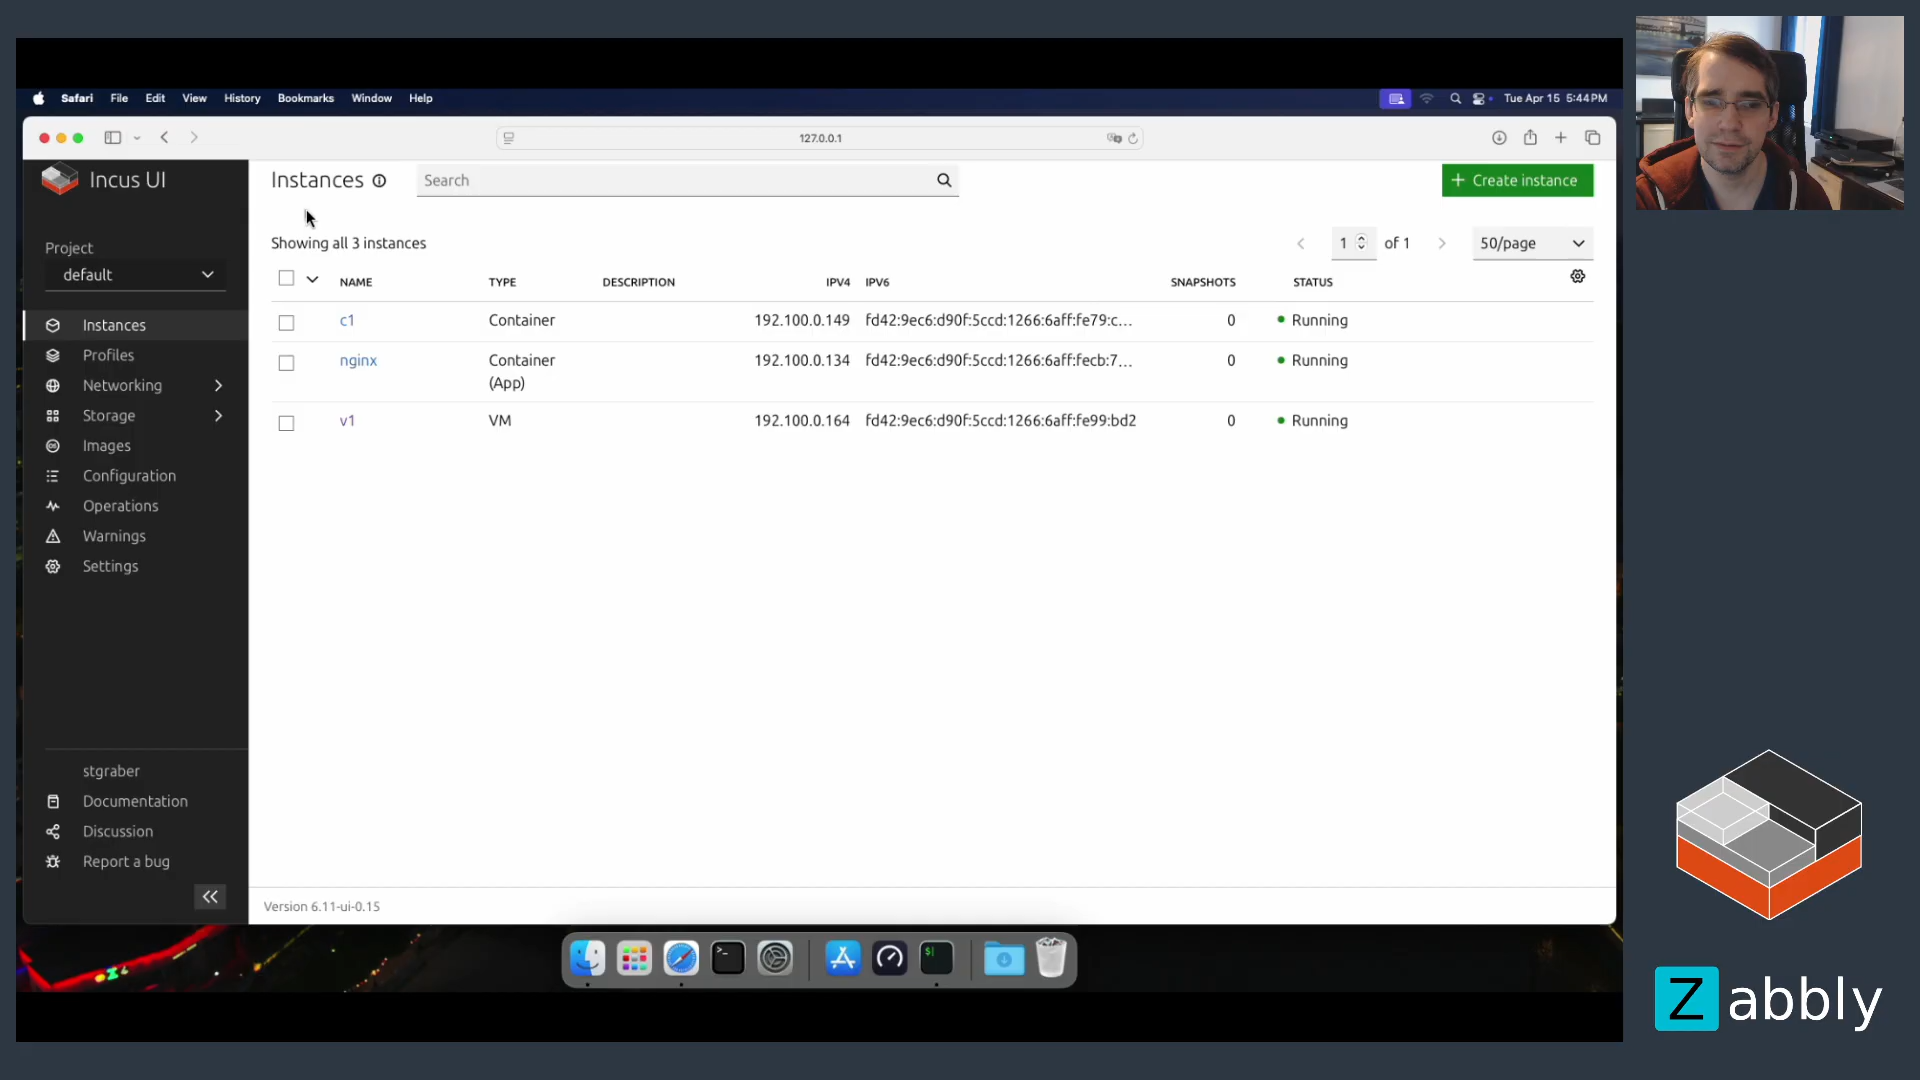 Safari File Edit View History Bookmarks Window Help
Tue Apr 15 5:44PM
127.0.0.1
Incus UI
Instances
Search
+ Create instance
Project
default
Showing all 3 instances
1 of 1
50/page
NAME TYPE DESCRIPTION IPV4 IPV6 SNAPSHOTS STATUS
c1 Container 192.100.0.149 fd42:9ec6:d90f:5ccd:1266:6aff:fe79:c... 0 Running
nginx Container 192.100.0.134 fd42:9ec6:d90f:5ccd:1266:6aff:fecb:7... 0 Running
(App)
v1 VM 192.100.0.164 fd42:9ec6:d90f:5ccd:1266:6aff:fe99:bd2 0 Running
Instances
Profiles
Networking
Storage
Images
Configuration
Operations
Warnings
Settings
stgraber
Documentation
Discussion
Report a bug
Version 6.11-ui-0.15
Zabbly